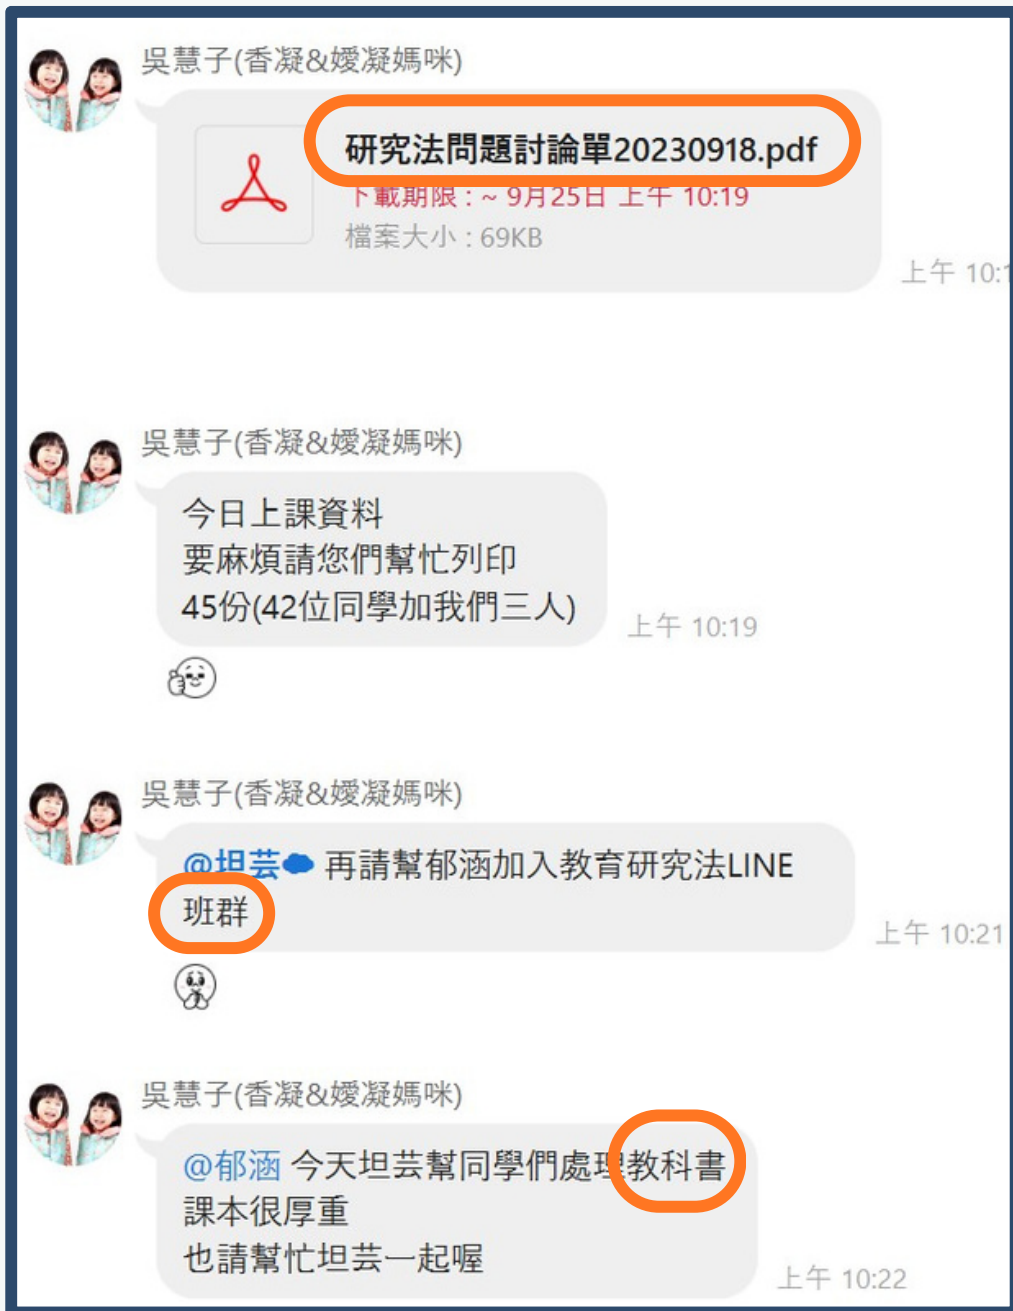 吳慧子(香凝&嬡凝媽咪)
研究法問題討論單20230918.pdf
下載期限 : ~ 9月25日 上午 10:19
檔案大小 : 69KB
上午 10:1
吳慧子(香凝&嬡凝媽咪)
今日上課資料
要麻煩請您們幫忙列印
45份(42位同學加我們三人)
上午 10:19
吳慧子(香凝&嬡凝媽咪)
@坦芸 再請幫郁涵加入教育研究法LINE
班群
上午 10:21
吳慧子(香凝&嬡凝媽咪)
@郁涵 今天坦芸幫同學們處理教科書
課本很厚重
也請幫忙坦芸一起喔
上午 10:22